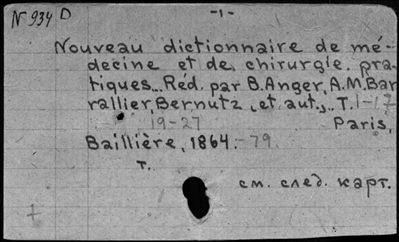 № 934 D
-1-
Nouveau dictionnaire de mé-
decine et de chirurgie pra-
tiques... Réd. par B. Anger, A.M. Bar
rallier, Bernutz, et aut... T. 1-17
19-27 Paris,
Baillière, 1864.-79.
т.
см. след. карт.